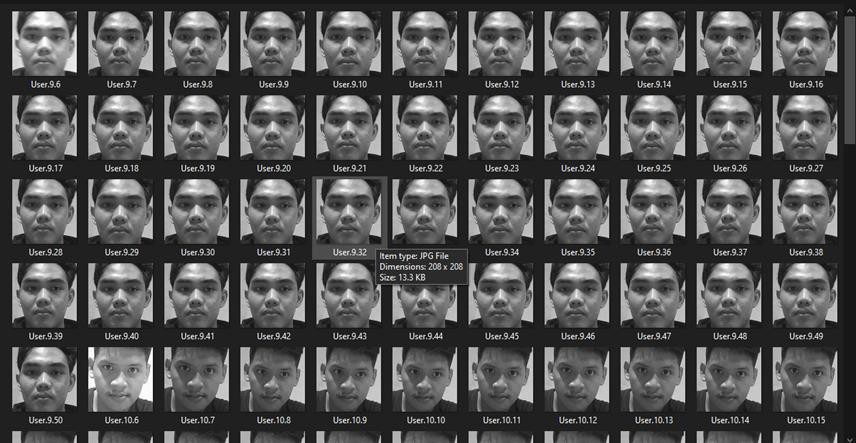 User.9.6 User.9.7 User.9.8 User.9.9 User.9.10 User.9.11 User.9.12 User.9.13 User.9.14 User.9.15 User.9.16
User.9.17 User.9.18 User.9.19 User.9.20 User.9.21 User.9.22 User.9.23 User.9.24 User.9.25 User.9.26 User.9.27
User.9.28 User.9.29 User.9.30 User.9.31 User.9.32 User.9.34 User.9.35 User.9.36 User.9.37 User.9.38
Item type: JPG File
Dimensions: 208 x 208
Size: 13.3 KB
User.9.39 User.9.40 User.9.41 User.9.42 User.9.43 User.9.44 User.9.45 User.9.46 User.9.47 User.9.48 User.9.49
User.9.50 User.10.6 User.10.7 User.10.8 User.10.9 User.10.10 User.10.11 User.10.12 User.10.13 User.10.14 User.10.15